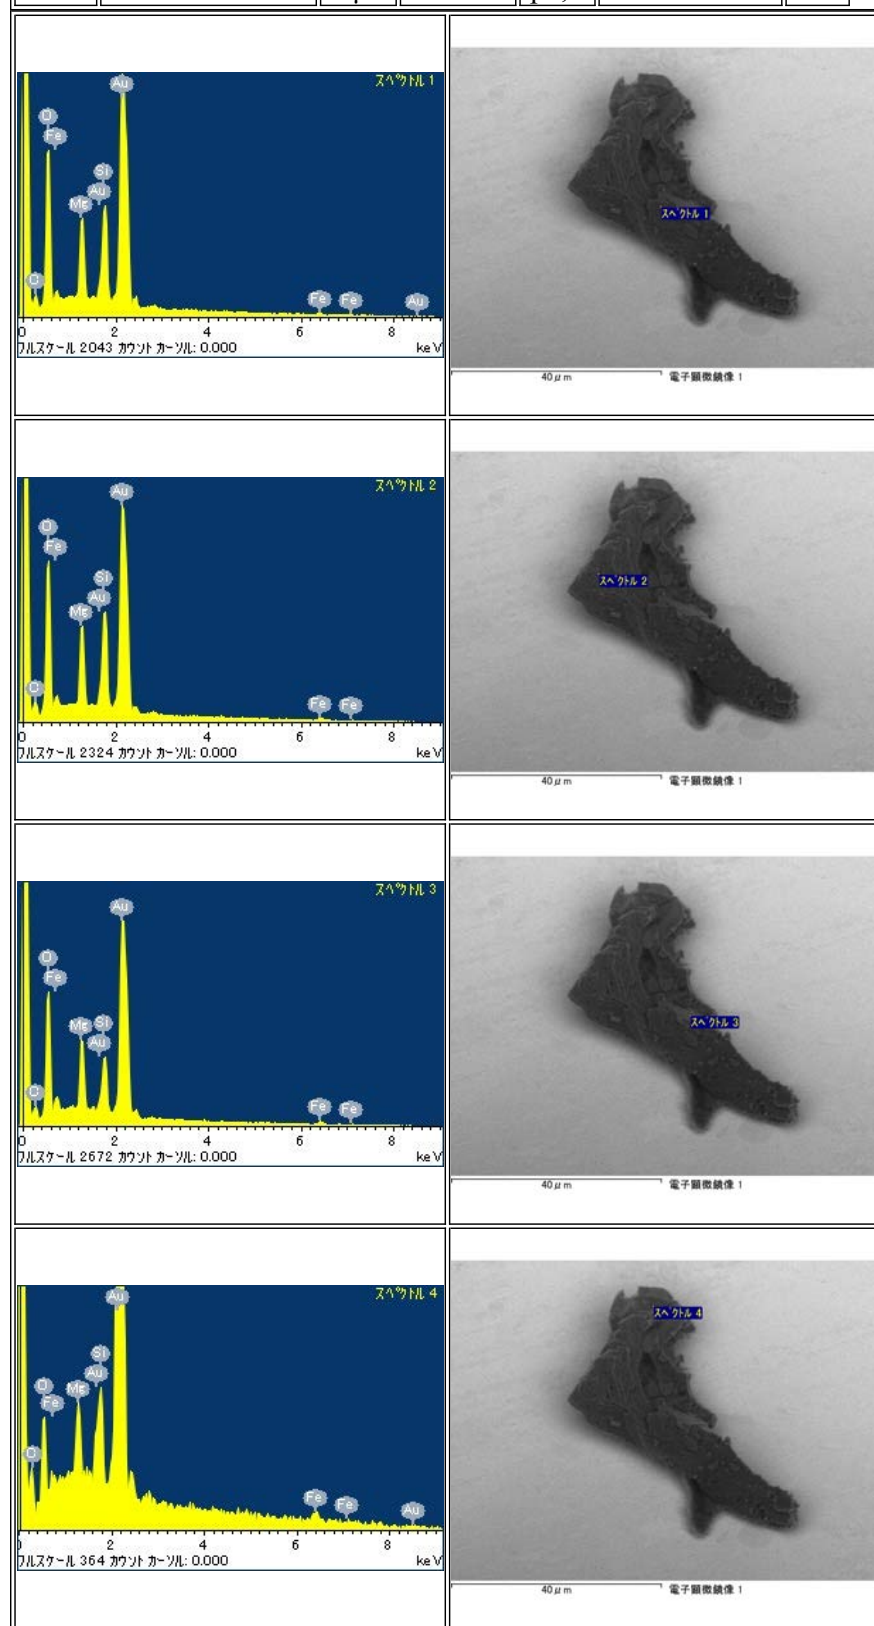 スペクトル 1
Au
O
Fe
Si
Au
Mg
C
Fe
Fe
Au
0 2 4 6 8
フルスケール 2043 カウント カーソル: 0.000 keV
スペクトル 1
40μm 電子顕微鏡像 1
スペクトル 2
Au
O
Fe
Si
Au
Mg
C
Fe
Fe
0 2 4 6 8
フルスケール 2324 カウント カーソル: 0.000 keV
スペクトル 2
40μm 電子顕微鏡像 1
スペクトル 3
Au
O
Fe
Mg
Si
Au
C
Fe
Fe
0 2 4 6 8
フルスケール 2672 カウント カーソル: 0.000 keV
スペクトル 3
40μm 電子顕微鏡像 1
スペクトル 4
Au
Si
Au
O
Mg
Fe
C
Fe
Fe
Au
0 2 4 6 8
フルスケール 364 カウント カーソル: 0.000 keV
スペクトル 4
40μm 電子顕微鏡像 1